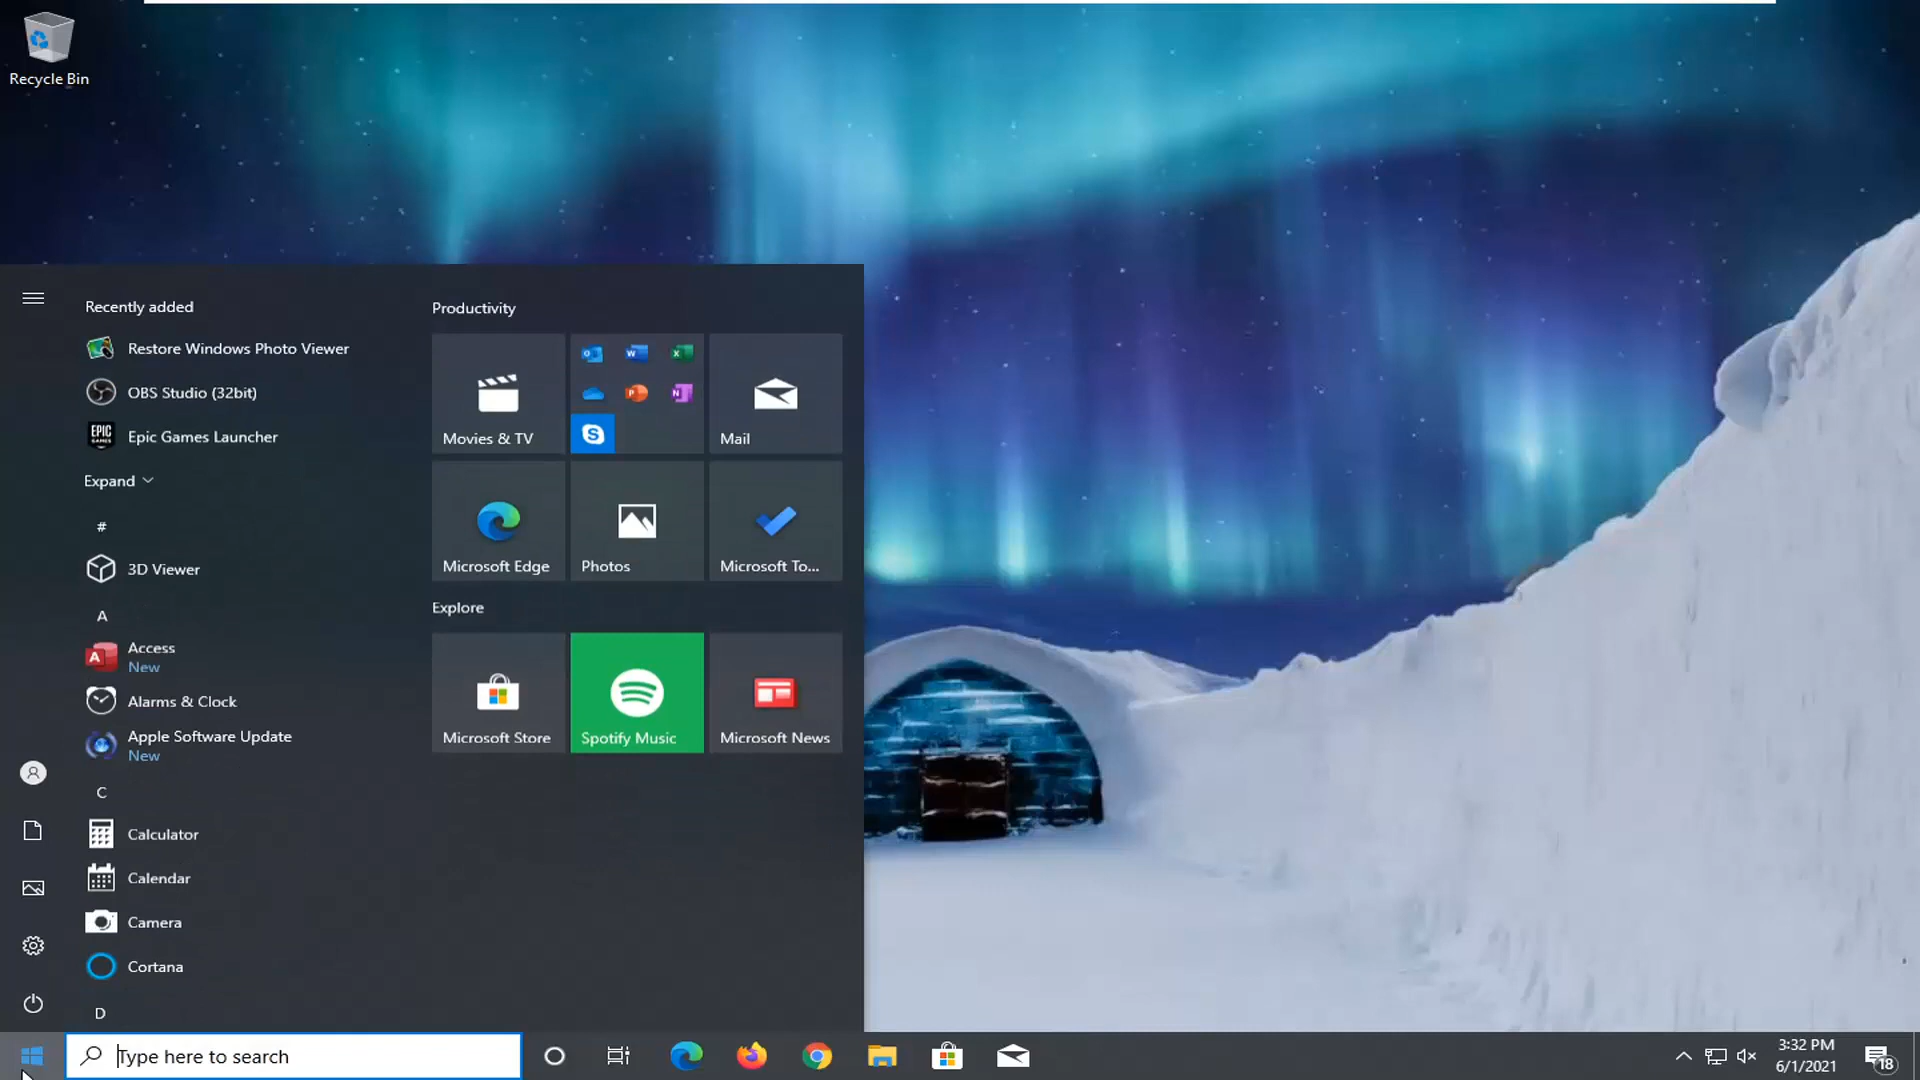 Recycle Bin
Recently added
Restore Windows Photo Viewer
OBS Studio (32bit)
EPIC GAMES
Epic Games Launcher
Expand
#
3D Viewer
A
Access
New
Alarms & Clock
Apple Software Update
New
C
Calculator
Calendar
Camera
Cortana
D
Productivity
Movies & TV
Mail
Microsoft Edge
Photos
Microsoft To...
Explore
Microsoft Store
Spotify Music
Microsoft News
Type here to search
3:32 PM
6/1/2021
18